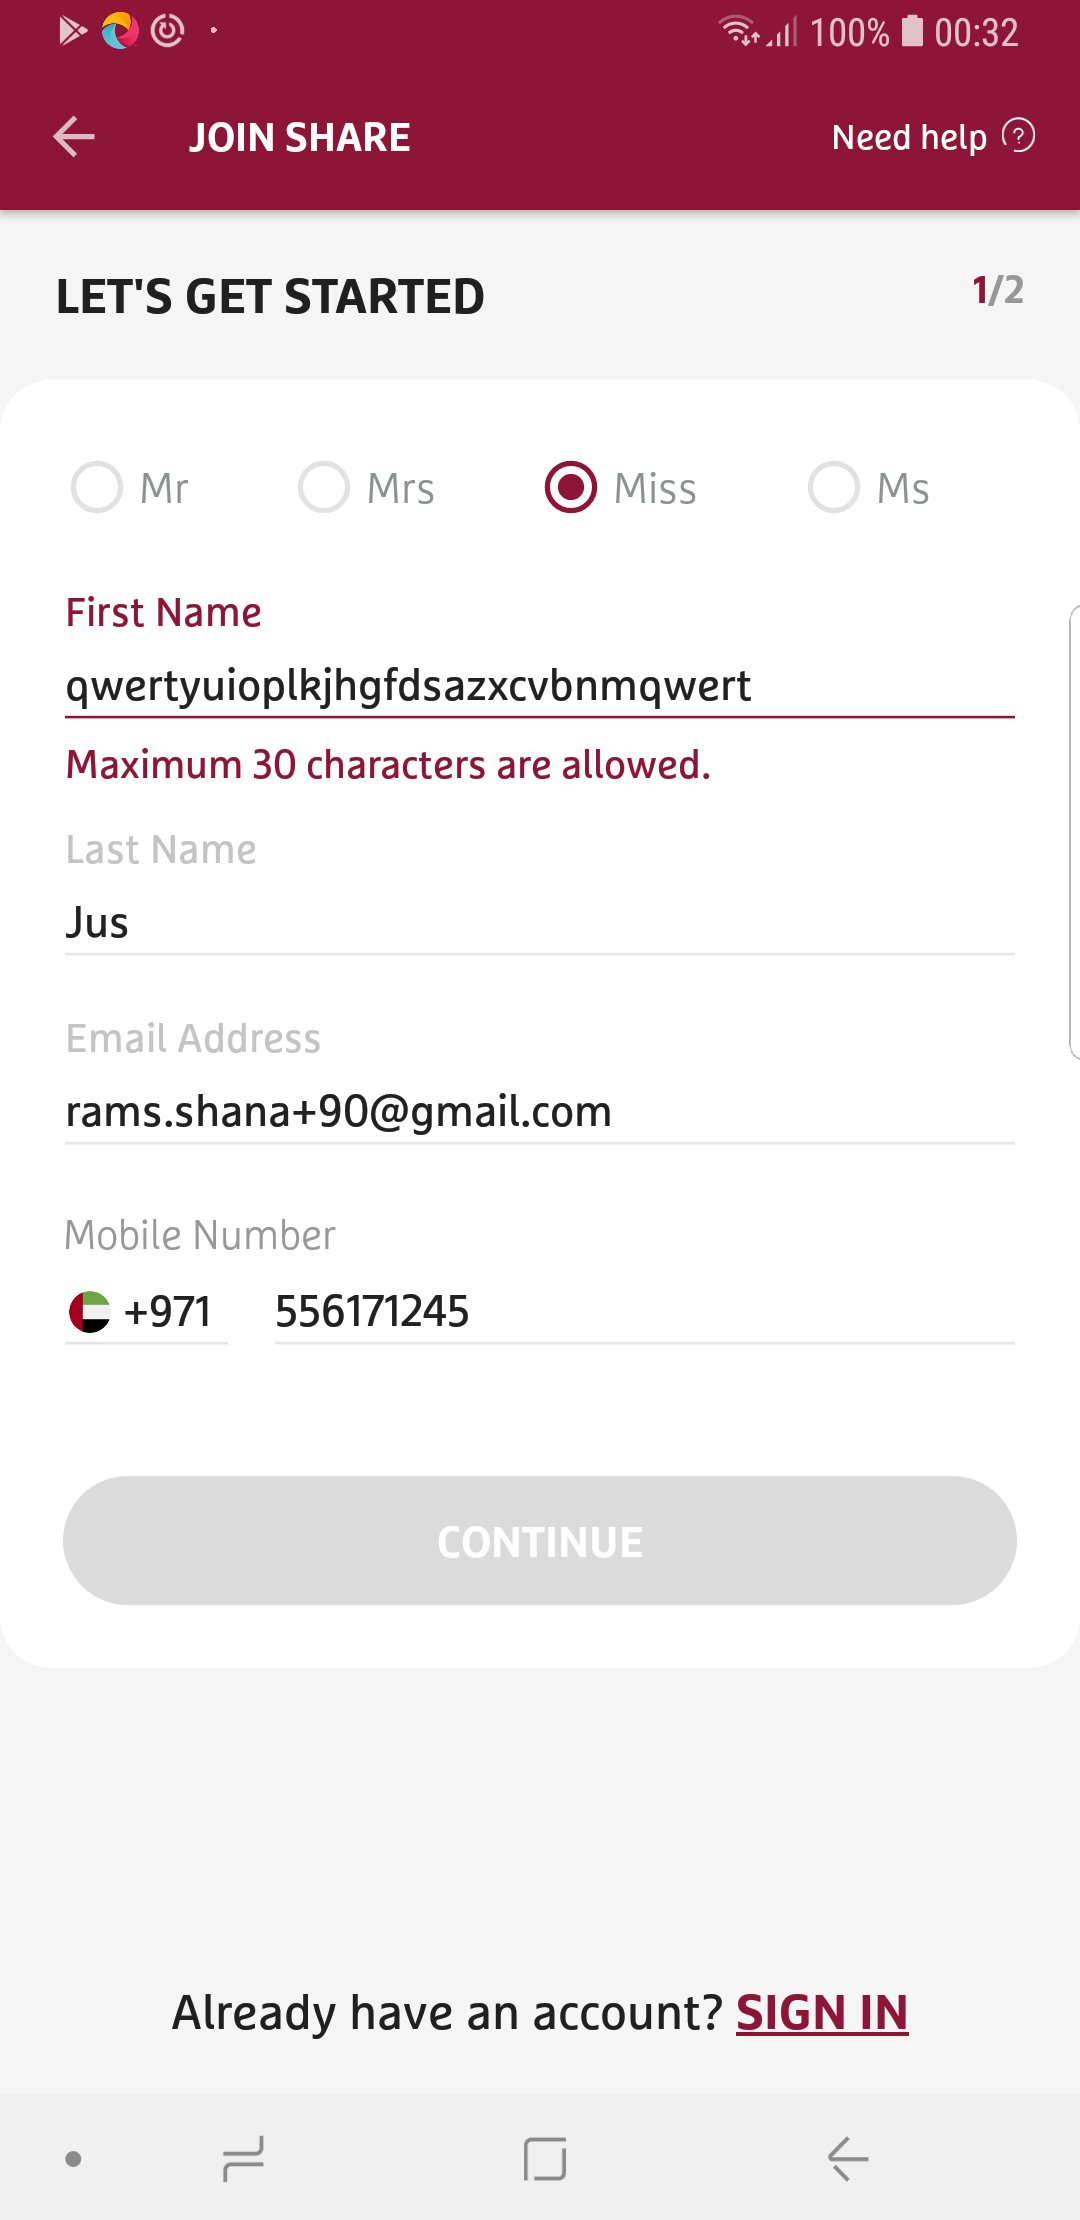 100% 00:32
JOIN SHARE Need help ?
LET'S GET STARTED 1/2
Mr Mrs Miss Ms
First Name
qwertyuioplkjhgfdsazxcvbnmqwert
Maximum 30 characters are allowed.
Last Name
Jus
Email Address
rams.shana+90@gmail.com
Mobile Number
+971 556171245
CONTINUE
Already have an account? SIGN IN